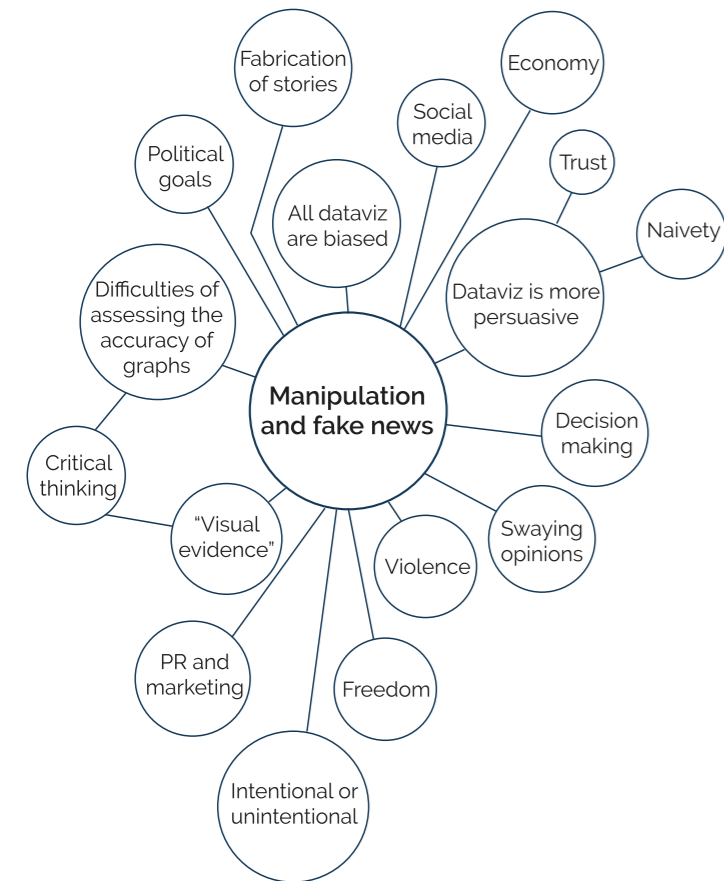 Fabrication
of stories
Economy
Social
media
Political
goals
Trust
All dataviz
are biased
Naivety
Difficulties of
assessing the
accuracy of
graphs
Dataviz is more
persuasive
Manipulation
and fake news
Decision
making
Critical
thinking
“Visual
evidence”
Swaying
opinions
Violence
PR and
marketing
Freedom
Intentional or
unintentional